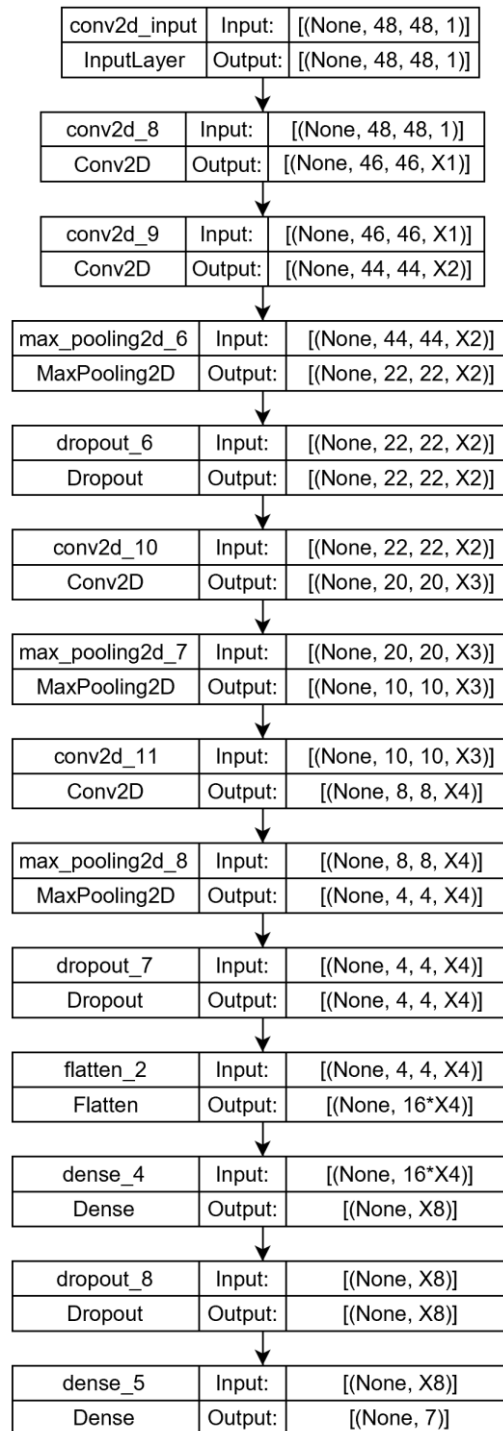 conv2d_input Input: [(None, 48, 48, 1)]
InputLayer Output: [(None, 48, 48, 1)]
conv2d_8 Input: [(None, 48, 48, 1)]
Conv2D Output: [(None, 46, 46, X1)]
conv2d_9 Input: [(None, 46, 46, X1)]
Conv2D Output: [(None, 44, 44, X2)]
max_pooling2d_6 Input: [(None, 44, 44, X2)]
MaxPooling2D Output: [(None, 22, 22, X2)]
dropout_6 Input: [(None, 22, 22, X2)]
Dropout Output: [(None, 22, 22, X2)]
conv2d_10 Input: [(None, 22, 22, X2)]
Conv2D Output: [(None, 20, 20, X3)]
max_pooling2d_7 Input: [(None, 20, 20, X3)]
MaxPooling2D Output: [(None, 10, 10, X3)]
conv2d_11 Input: [(None, 10, 10, X3)]
Conv2D Output: [(None, 8, 8, X4)]
max_pooling2d_8 Input: [(None, 8, 8, X4)]
MaxPooling2D Output: [(None, 4, 4, X4)]
dropout_7 Input: [(None, 4, 4, X4)]
Dropout Output: [(None, 4, 4, X4)]
flatten_2 Input: [(None, 4, 4, X4)]
Flatten Output: [(None, 16*X4)]
dense_4 Input: [(None, 16*X4)]
Dense Output: [(None, X8)]
dropout_8 Input: [(None, X8)]
Dropout Output: [(None, X8)]
dense_5 Input: [(None, X8)]
Dense Output: [(None, 7)]